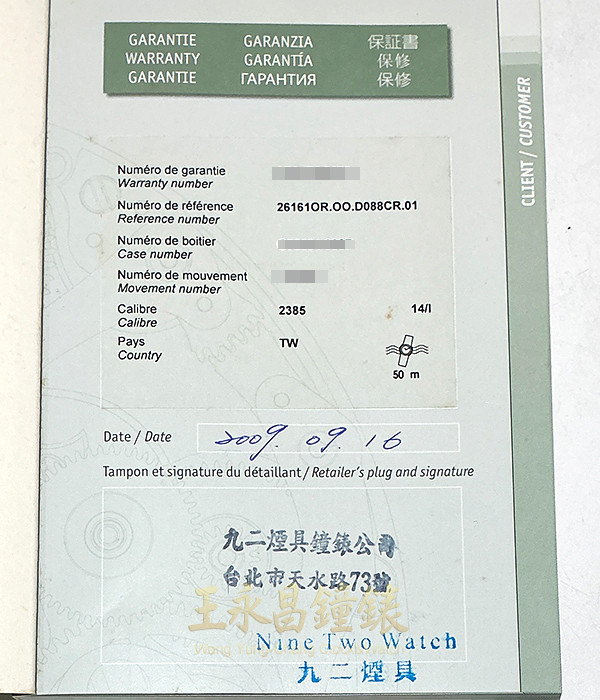 GARANTIE GARANZIA 保証書
WARRANTY GARANTÍA 保修
GARANTIE ГАРАНТИЯ 保修
CLIENT / CUSTOMER
Numéro de garantie
Warranty number
Numéro de référence 26161OR.OO.D088CR.01
Reference number
Numéro de boitier
Case number
Numéro de mouvement
Movement number
Calibre 2385 14/I
Calibre
Pays TW
Country
50 m
Date / Date 2009. 09. 16
Tampon et signature du détaillant / Retailer's plug and signature
九二煙具鐘錶公司
台北市天水路73號
王永昌鐘錶
Nine Two Watch
九二煙具